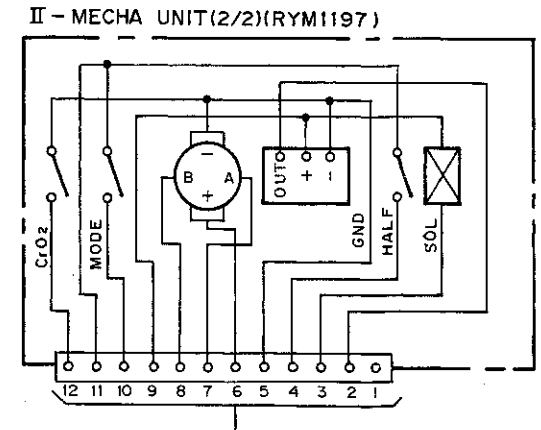 II-MECHA UNIT(2/2)(RYM1197)
CrO2
MODE
-
B A
+
OUT + -
GND
HALF
SOL
12 11 10 9 8 7 6 5 4 3 2 1